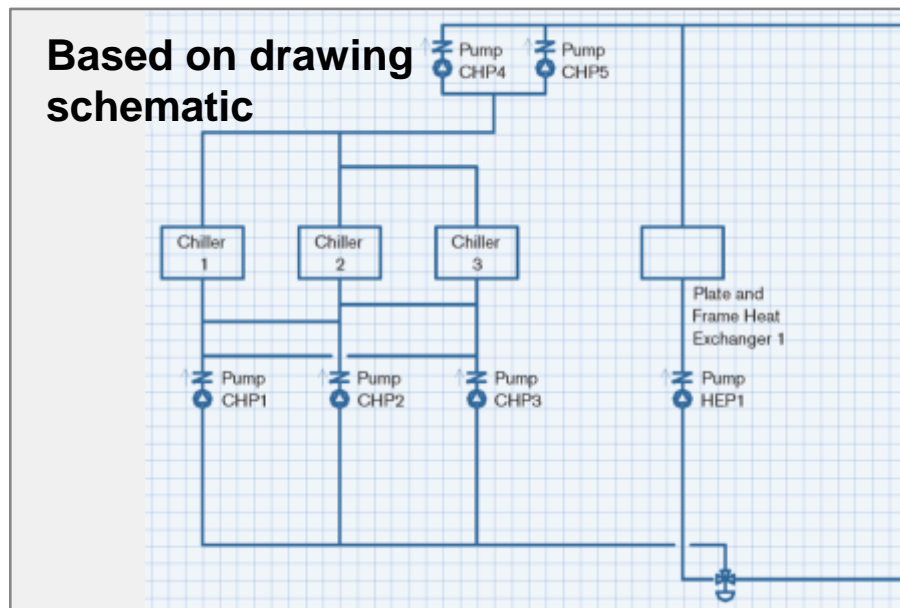 Based on drawing
schematic
Pump
CHP4
Pump
CHP5
Chiller
1
Chiller
2
Chiller
3
Plate and
Frame Heat
Exchanger 1
Pump
CHP1
Pump
CHP2
Pump
CHP3
Pump
HEP1